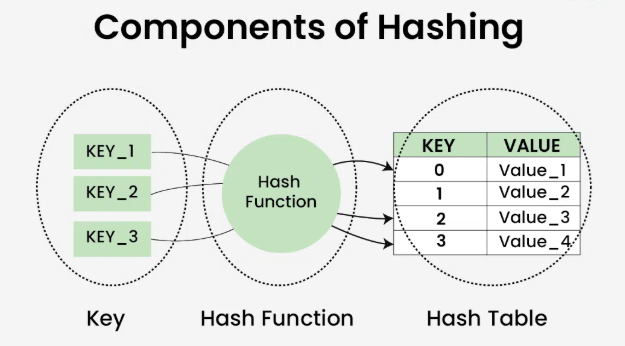 Components of Hashing
KEY_1
KEY_2
KEY_3
Hash
Function
KEY VALUE
0 Value_1
1 Value_2
2 Value_3
3 Value_4
Key
Hash Function
Hash Table